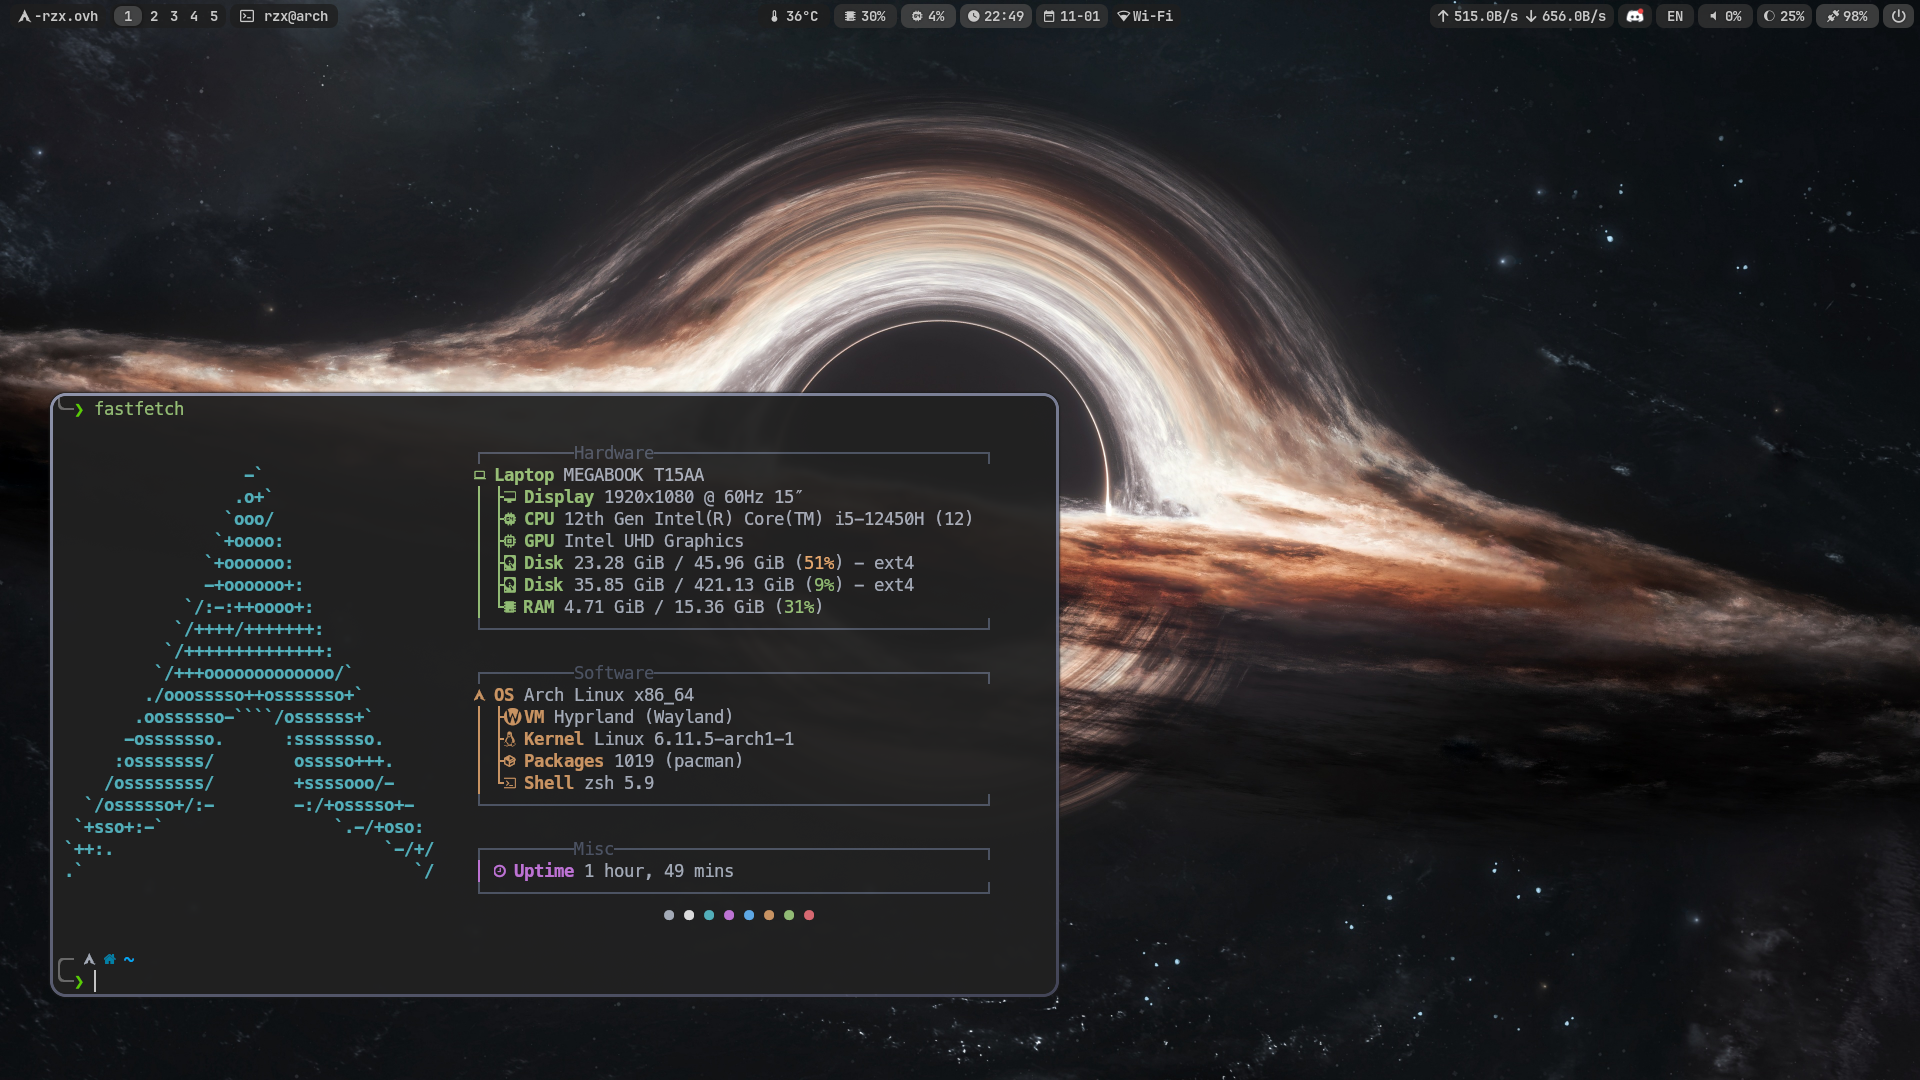 -rzx.ovh 1 2 3 4 5 rzx@arch 36°C 30% 4% 22:49 11-01 Wi-Fi ↑ 515.0B/s ↓ 656.0B/s EN 0% 25% 98%
❯ fastfetch
Hardware
Laptop MEGABOOK T15AA
Display 1920x1080 @ 60Hz 15″
CPU 12th Gen Intel(R) Core(TM) i5-12450H (12)
GPU Intel UHD Graphics
Disk 23.28 GiB / 45.96 GiB (51%) - ext4
Disk 35.85 GiB / 421.13 GiB (9%) - ext4
RAM 4.71 GiB / 15.36 GiB (31%)
Software
OS Arch Linux x86_64
VM Hyprland (Wayland)
Kernel Linux 6.11.5-arch1-1
Packages 1019 (pacman)
Shell zsh 5.9
Misc
Uptime 1 hour, 49 mins
-`
.o+`
`ooo/
`+oooo:
`+oooooo:
-+oooooo+:
`/:-:++oooo+:
`/++++/+++++++:
`/++++++++++++++:
`/+++ooooooooooooo/`
./ooosssso++osssssso+`
.oossssso-````/ossssss+`
-osssssso. :ssssssso.
:osssssss/ osssso+++.
/ossssssss/ +ssssooo/-
`/ossssso+/:- -:/+osssso+-
`+sso+:-` `.-/+oso:
`++:. `-/+/
.` `/
~
❯